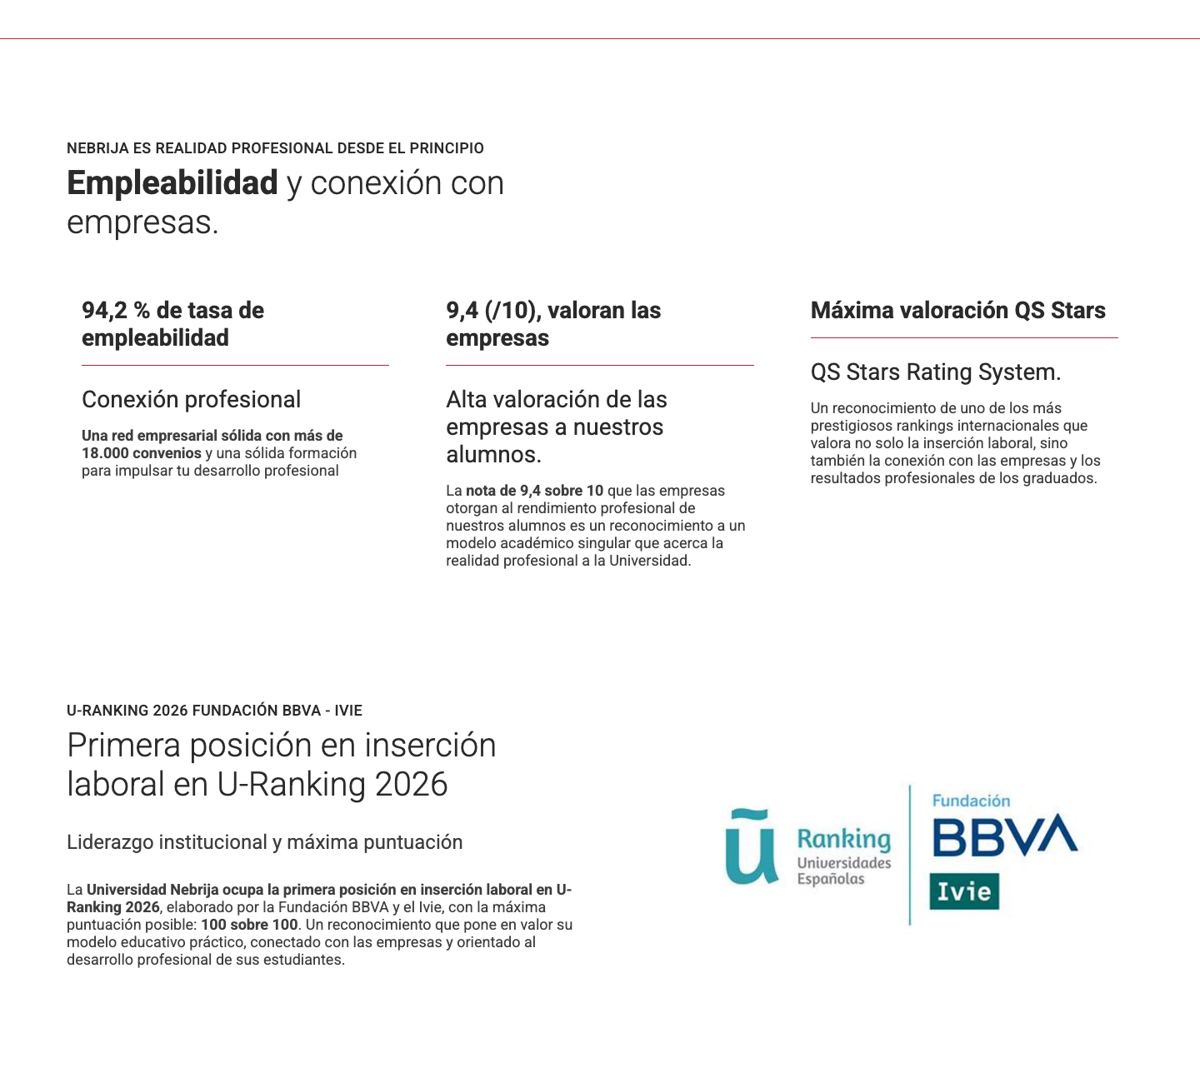 NEBRIJA ES REALIDAD PROFESIONAL DESDE EL PRINCIPIO
Empleabilidad y conexión con
empresas.
94,2 % de tasa de
empleabilidad
Conexión profesional
Una red empresarial sólida con más de
18.000 convenios y una sólida formación
para impulsar tu desarrollo profesional
9,4 (/10), valoran las
empresas
Alta valoración de las
empresas a nuestros
alumnos.
La nota de 9,4 sobre 10 que las empresas
otorgan al rendimiento profesional de
nuestros alumnos es un reconocimiento a un
modelo académico singular que acerca la
realidad profesional a la Universidad.
Máxima valoración QS Stars
QS Stars Rating System.
Un reconocimiento de uno de los más
prestigiosos rankings internacionales que
valora no solo la inserción laboral, sino
también la conexión con las empresas y los
resultados profesionales de los graduados.
U-RANKING 2026 FUNDACIÓN BBVA - IVIE
Primera posición en inserción
laboral en U-Ranking 2026
Liderazgo institucional y máxima puntuación
La Universidad Nebrija ocupa la primera posición en inserción laboral en U-
Ranking 2026, elaborado por la Fundación BBVA y el Ivie, con la máxima
puntuación posible: 100 sobre 100. Un reconocimiento que pone en valor su
modelo educativo práctico, conectado con las empresas y orientado al
desarrollo profesional de sus estudiantes.
ū Ranking
Universidades
Españolas
Fundación
BBVA
Ivie